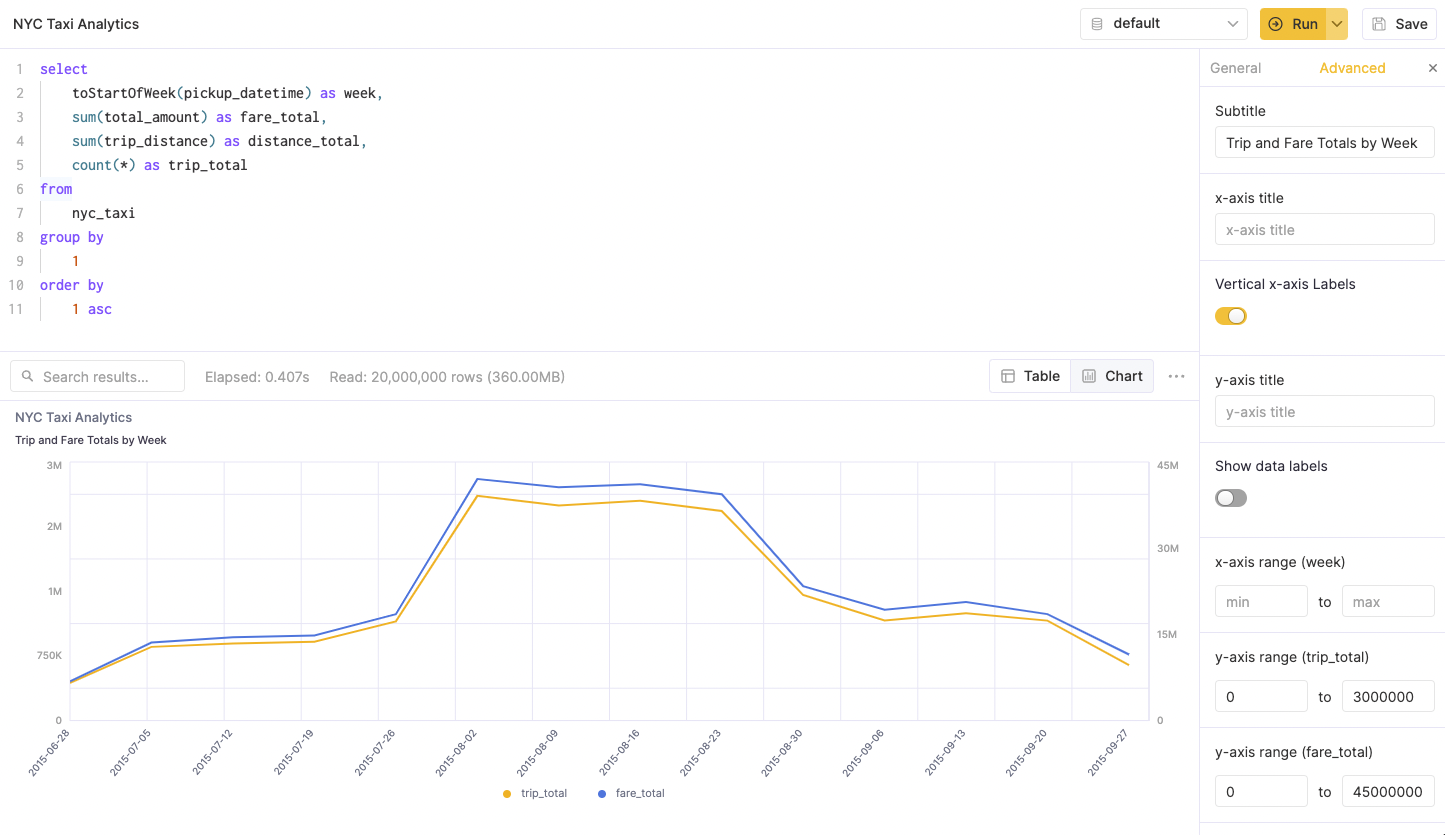 NYC Taxi Analytics
default
Run
Save
1 select
2 toStartOfWeek(pickup_datetime) as week,
3 sum(total_amount) as fare_total,
4 sum(trip_distance) as distance_total,
5 count(*) as trip_total
6 from
7 nyc_taxi
8 group by
9 1
10 order by
11 1 asc
Search results...
Elapsed: 0.407s
Read: 20,000,000 rows (360.00MB)
Table
Chart
NYC Taxi Analytics
Trip and Fare Totals by Week
3M
2M
1M
750K
0
45M
30M
15M
0
2015-06-28
2015-07-05
2015-07-12
2015-07-19
2015-07-26
2015-08-02
2015-08-09
2015-08-16
2015-08-23
2015-08-30
2015-09-06
2015-09-13
2015-09-20
2015-09-27
trip_total
fare_total
General
Advanced
Subtitle
Trip and Fare Totals by Week
x-axis title
x-axis title
Vertical x-axis Labels
y-axis title
y-axis title
Show data labels
x-axis range (week)
min to max
y-axis range (trip_total)
0 to 3000000
y-axis range (fare_total)
0 to 45000000